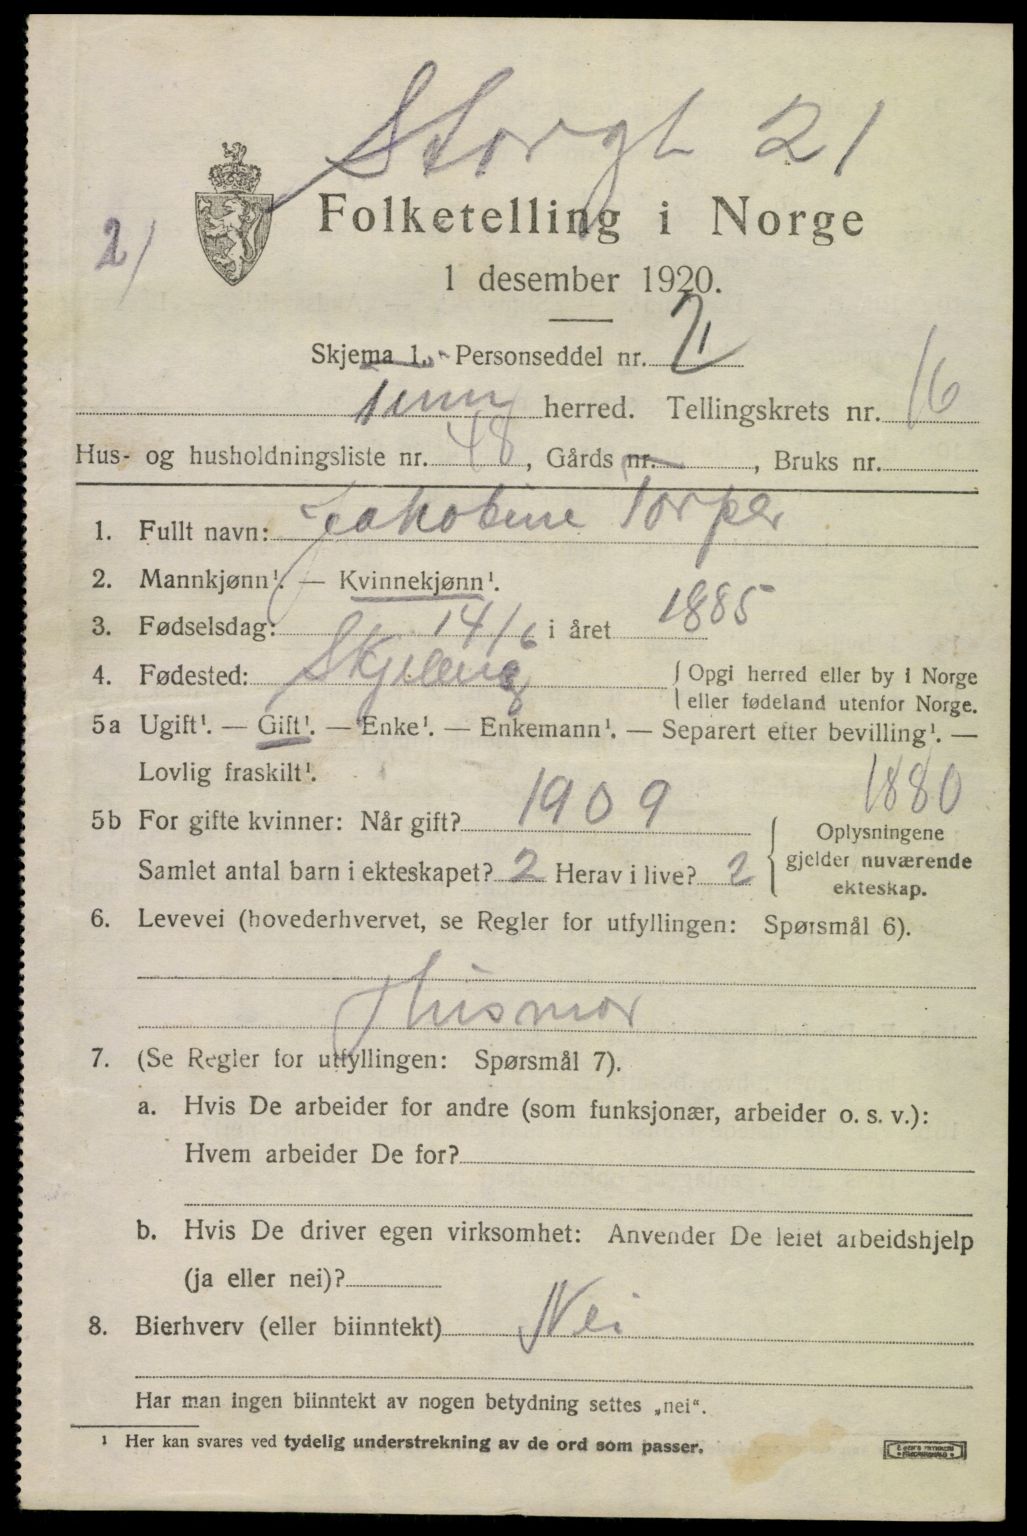 Storgt 21
2/
Folketelling i Norge
1 desember 1920.
Skjema 1. Personseddel nr. 2
herred. Tellingskrets nr. 16
Hus- og husholdningsliste nr. 48, Gårds nr. , Bruks nr.
1. Fullt navn: Jakobine Torper
2. Mannkjønn¹. — Kvinnekjønn¹.
3. Fødselsdag: 14/6 i året 1885
4. Fødested: Skjeberg {Opgi herred eller by i Norge
eller fødeland utenfor Norge.
5a Ugift¹. — Gift¹. — Enke¹. — Enkemann¹. — Separert efter bevilling¹. —
Lovlig fraskilt¹. 1880
5b For gifte kvinner: Når gift? 1909 { Oplysningene
gjelder nuværende
ekteskap.
Samlet antal barn i ekteskapet? 2 Herav i live? 2
6. Levevei (hovederhvervet, se Regler for utfyllingen: Spørsmål 6).
Husmor
7. (Se Regler for utfyllingen: Spørsmål 7).
a. Hvis De arbeider for andre (som funksjonær, arbeider o. s. v.):
Hvem arbeider De for?
b. Hvis De driver egen virksomhet: Anvender De leiet arbeidshjelp
(ja eller nei)?
8. Bierhverv (eller biinntekt) Nei
Har man ingen biinntekt av nogen betydning settes „nei".
¹ Her kan svares ved tydelig understrekning av de ord som passer.